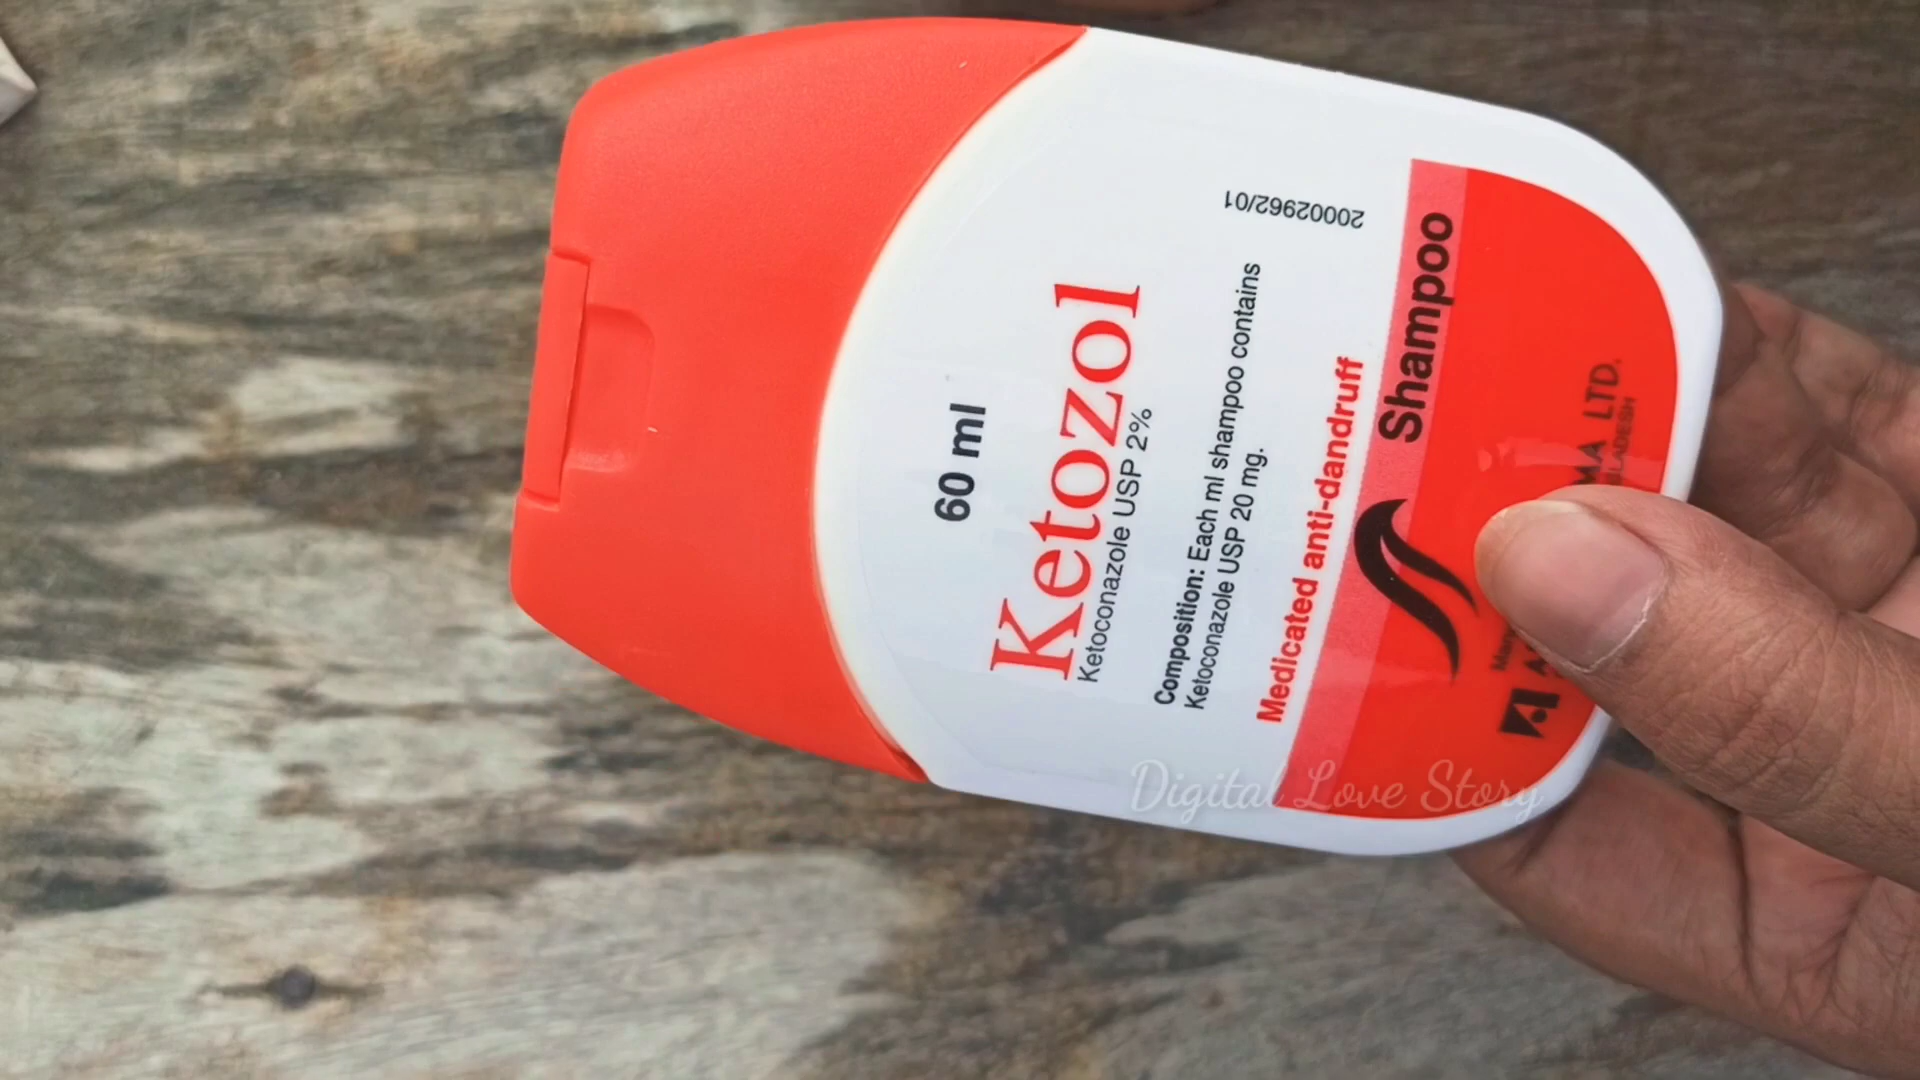 60 ml
Ketozol
Ketoconazole USP 2%
20002962/01
Composition: Each ml shampoo contains
Ketoconazole USP 20 mg.
Medicated anti-dandruff
Shampoo
LTD.
Digital Love Story